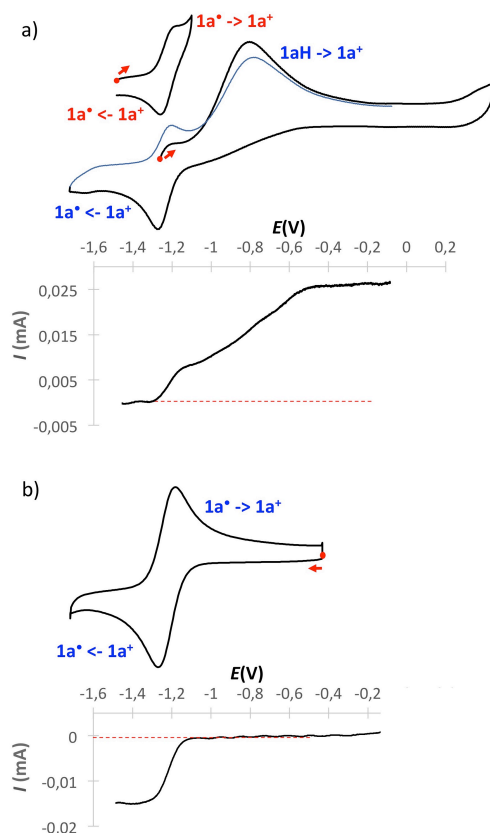 a)
1a• -> 1a+
1aH -> 1a+
1a• <- 1a+
1a• <- 1a+
E(V)
-1,6 -1,4 -1,2 -1 -0,8 -0,6 -0,4 -0,2 0 0,2
0,025
0,015
0,005
-0,005
I (mA)
b)
1a• -> 1a+
1a• <- 1a+
E(V)
-1,6 -1,4 -1,2 -1 -0,8 -0,6 -0,4 -0,2
0
-0,01
-0,02
I (mA)